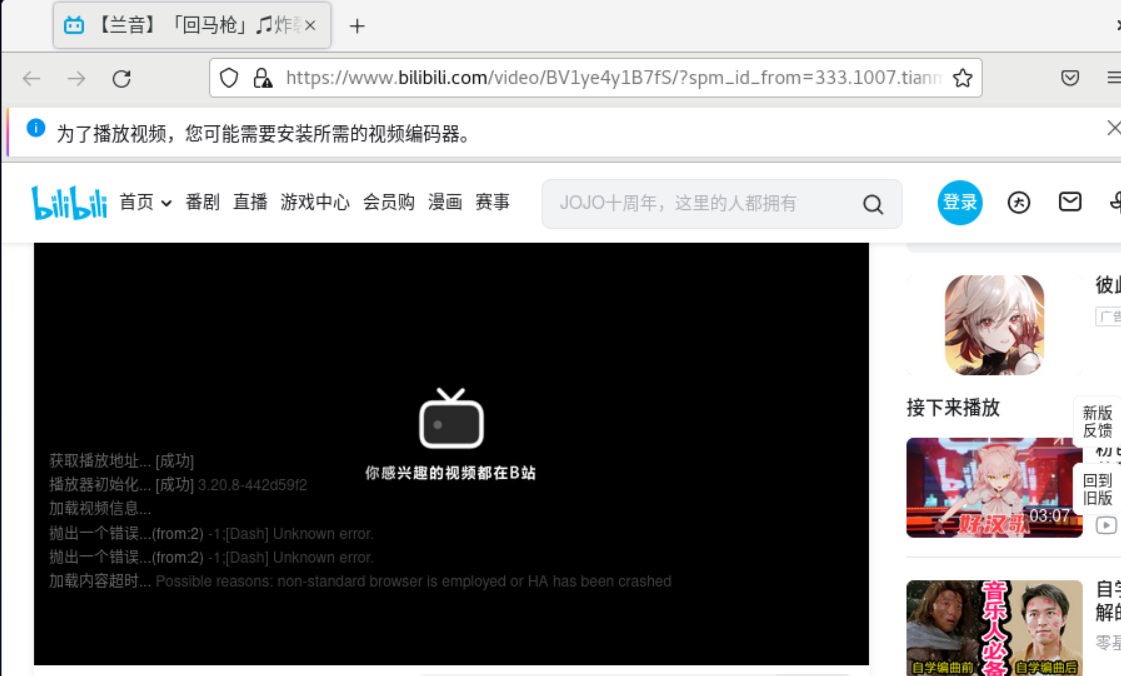 【兰音】「回马枪」🎵炸
https://www.bilibili.com/video/BV1ye4y1B7fS/?spm_id_from=333.1007.tianm
为了播放视频，您可能需要安装所需的视频编码器。
bilibili 首页 番剧 直播 游戏中心 会员购 漫画 赛事 JOJO十周年，这里的人都拥有 登录
彼此
广告
接下来播放
新版
反馈
回到
旧版
03:07
好汉哥
你感兴趣的视频都在B站
获取播放地址... [成功]
播放器初始化... [成功] 3.20.8-442d59f2
加载视频信息...
抛出一个错误...(from:2) -1;[Dash] Unknown error.
抛出一个错误...(from:2) -1;[Dash] Unknown error.
加载内容超时... Possible reasons: non-standard browser is employed or HA has been crashed
音乐人必备
自学编曲前
自学编曲后
自学
解的
零基